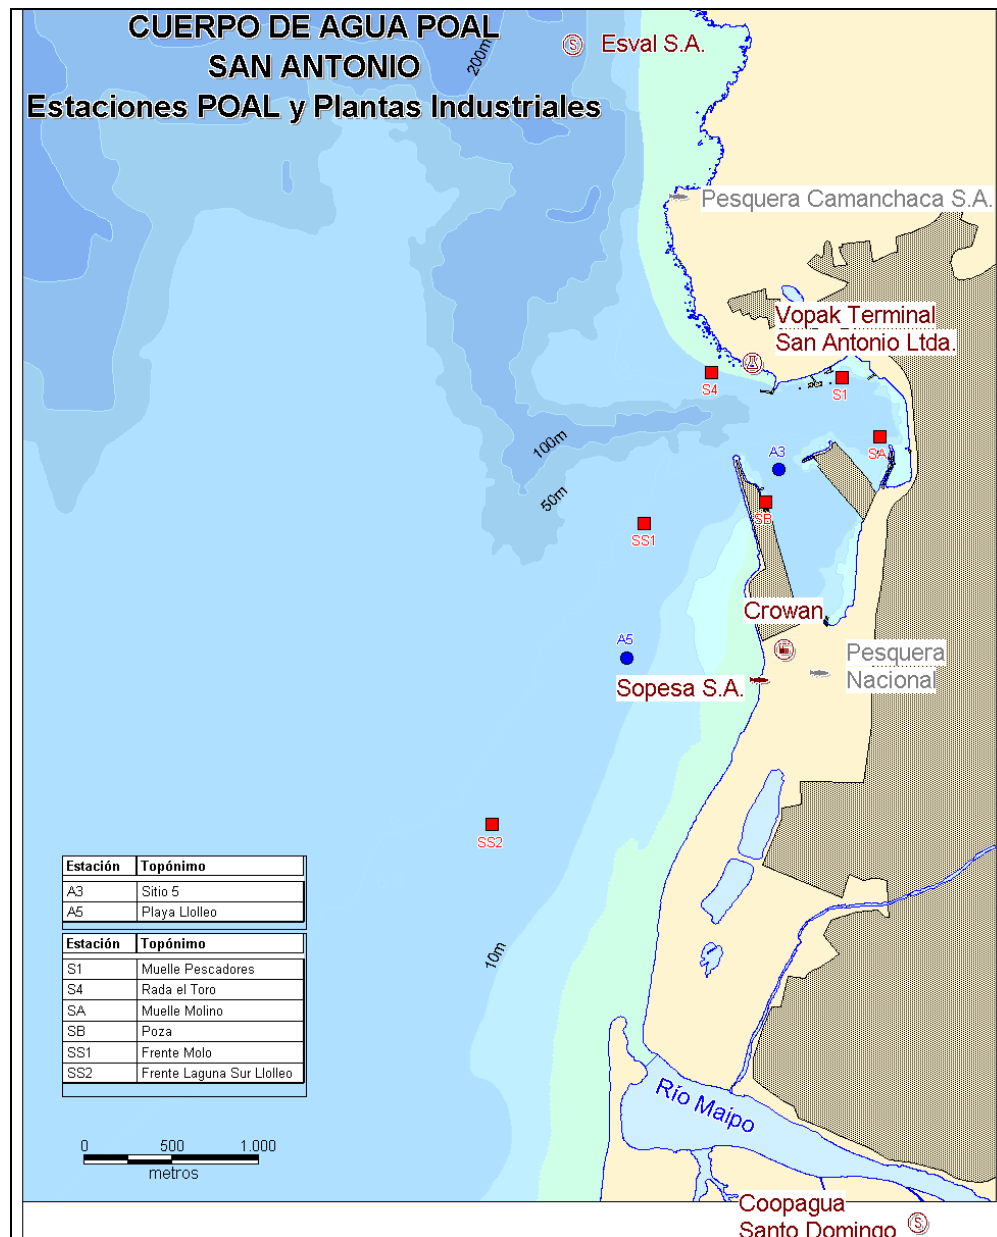 CUERPO DE AGUA POAL
SAN ANTONIO
Estaciones POAL y Plantas Industriales
200m
S
Esval S.A.
Pesquera Camanchaca S.A.
Vopak Terminal
San Antonio Ltda.
S4
S1
SA
A3
100m
50m
SB
SS1
Crowan
A5
Pesquera
Nacional
Sopesa S.A.
SS2
Estación Topónimo
A3 Sitio 5
A5 Playa Llolleo
Estación Topónimo
S1 Muelle Pescadores
S4 Rada el Toro
SA Muelle Molino
SB Poza
SS1 Frente Molo
SS2 Frente Laguna Sur Llolleo
10m
Río Maipo
0 500 1.000
metros
Coopagua
Santo Domingo
S